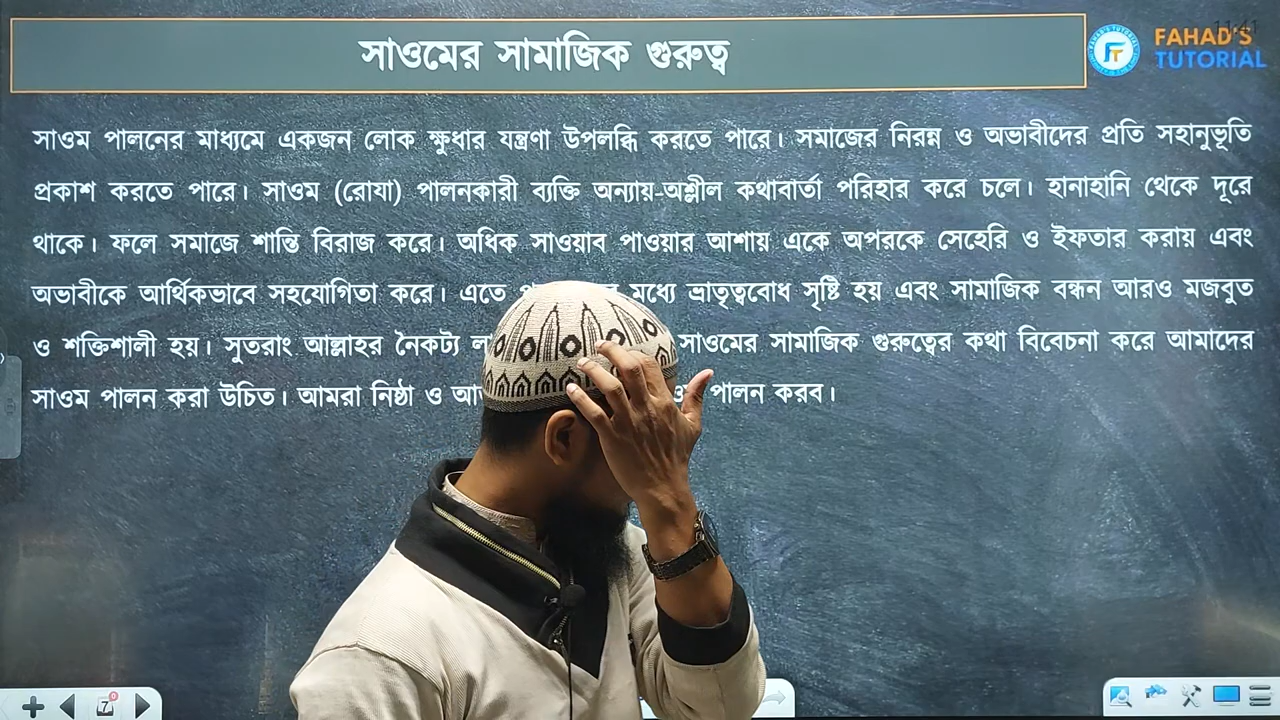 সাওমের সামাজিক গুরুত্ব
FAHAD'S
TUTORIAL
সাওম পালনের মাধ্যমে একজন লোক ক্ষুধার যন্ত্রণা উপলব্ধি করতে পারে। সমাজের নিরন্ন ও অভাবীদের প্রতি সহানুভূতি
প্রকাশ করতে পারে। সাওম (রোযা) পালনকারী ব্যক্তি অন্যায়-অশ্লীল কথাবার্তা পরিহার করে চলে। হানাহানি থেকে দূরে
থাকে। ফলে সমাজে শান্তি বিরাজ করে। অধিক সাওয়াব পাওয়ার আশায় একে অপরকে সেহেরি ও ইফতার করায় এবং
অভাবীকে আর্থিকভাবে সহযোগিতা করে। এতে মধ্যে ভ্রাতৃত্ববোধ সৃষ্টি হয় এবং সামাজিক বন্ধন আরও মজবুত
ও শক্তিশালী হয়। সুতরাং আল্লাহর নৈকট্য সাওমের সামাজিক গুরুত্বের কথা বিবেচনা করে আমাদের
সাওম পালন করা উচিত। আমরা নিষ্ঠা ও পালন করব।
7